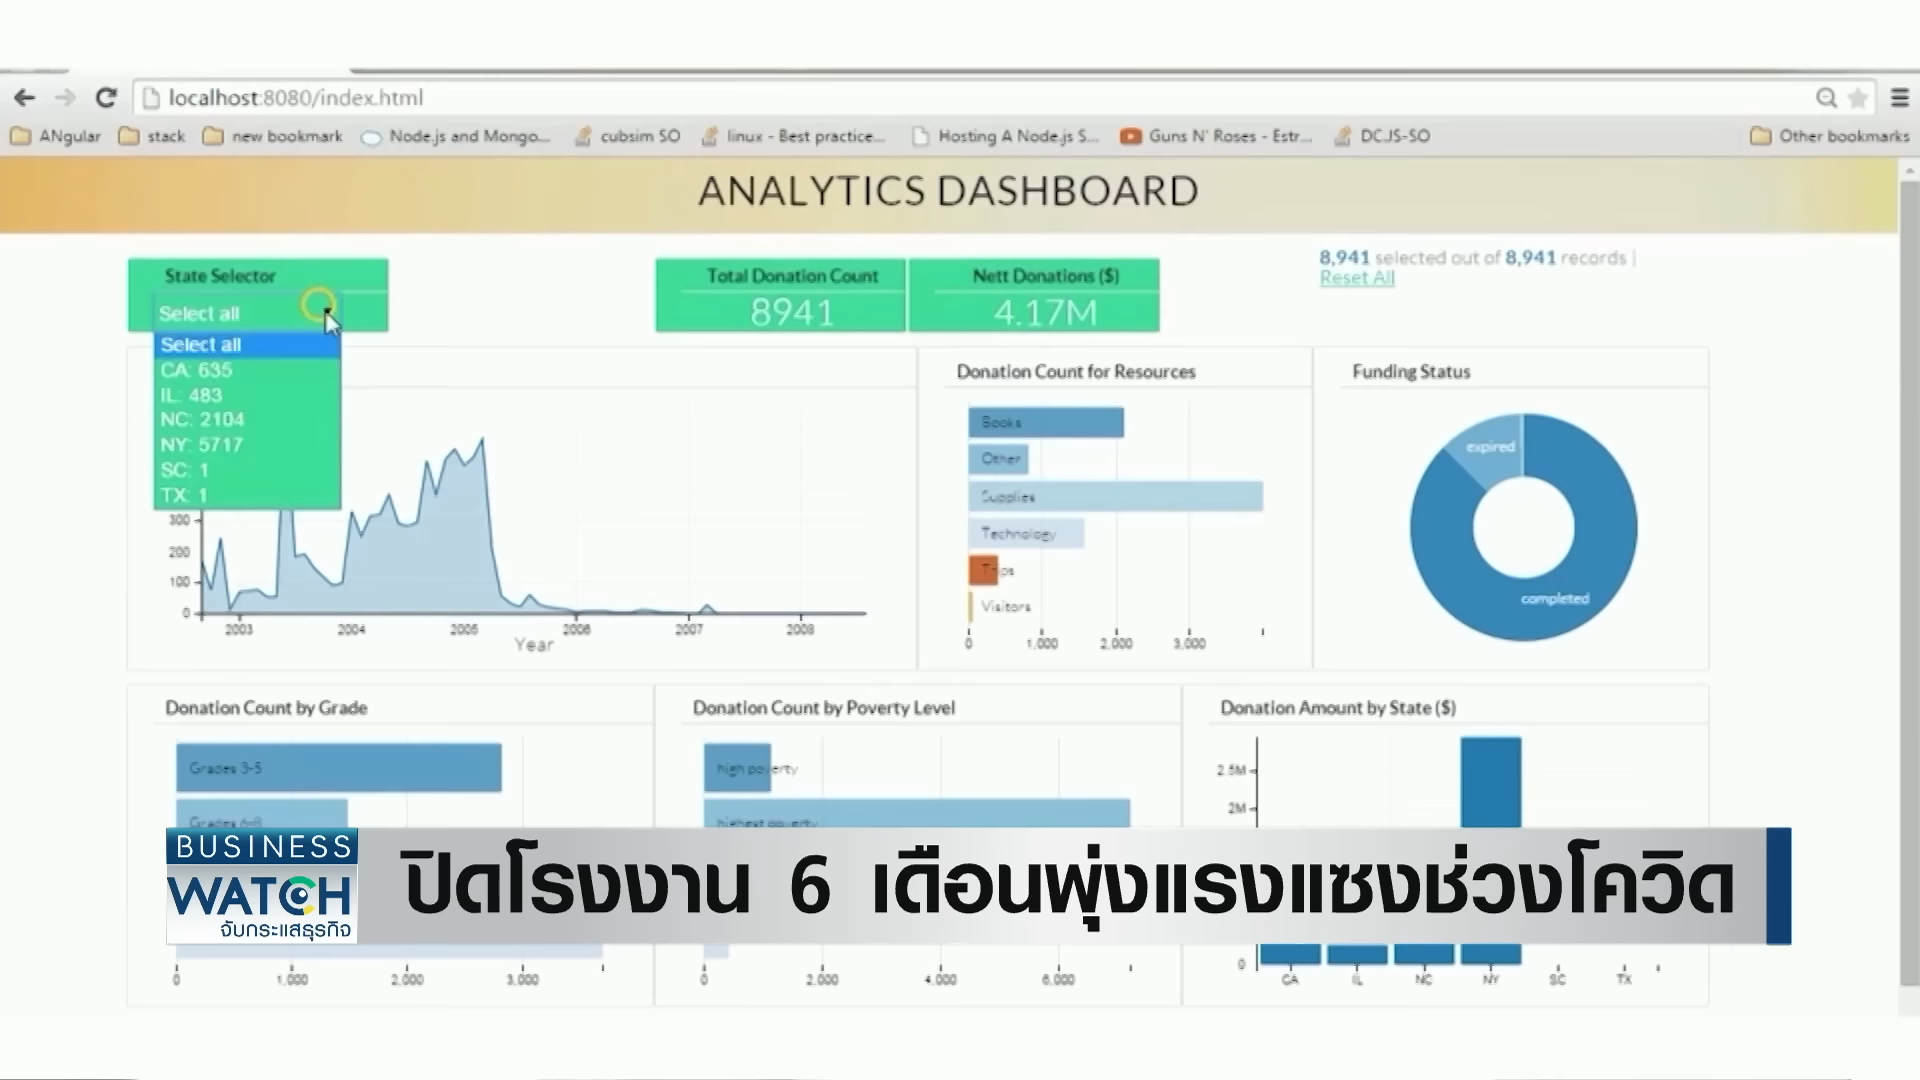 localhost:8080/index.html
ANgular
stack
new bookmark
Node.js and Mongo...
cubsim SO
linux - Best practice...
Hosting A Node.js S...
Guns N' Roses - Estr...
DCJS-SO
Other bookmarks
ANALYTICS DASHBOARD
State Selector
Select all
Select all
CA: 635
IL: 483
NC: 2104
NY: 5717
SC: 1
TX: 1
Total Donation Count
8941
Nett Donations ($)
4.17M
8,941 selected out of 8,941 records |
Reset All
300
200
100
0
2003 2004 2005 2006 2007 2008
Year
Donation Count for Resources
Books
Other
Supplies
Technology
Trips
Visitors
0 1,000 2,000 3,000
Funding Status
expired
completed
Donation Count by Grade
Grades 3-5
Grades 6-8
0 1,000 2,000 3,000
Donation Count by Poverty Level
high poverty
highest poverty
0 2,000 4,000 6,000
Donation Amount by State ($)
2.5M
2M
0
CA IL NC NY SC TX
BUSINESS
WATCH
จับกระแสธุรกิจ
ปิดโรงงาน 6 เดือนพุ่งแรงแซงช่วงโควิด